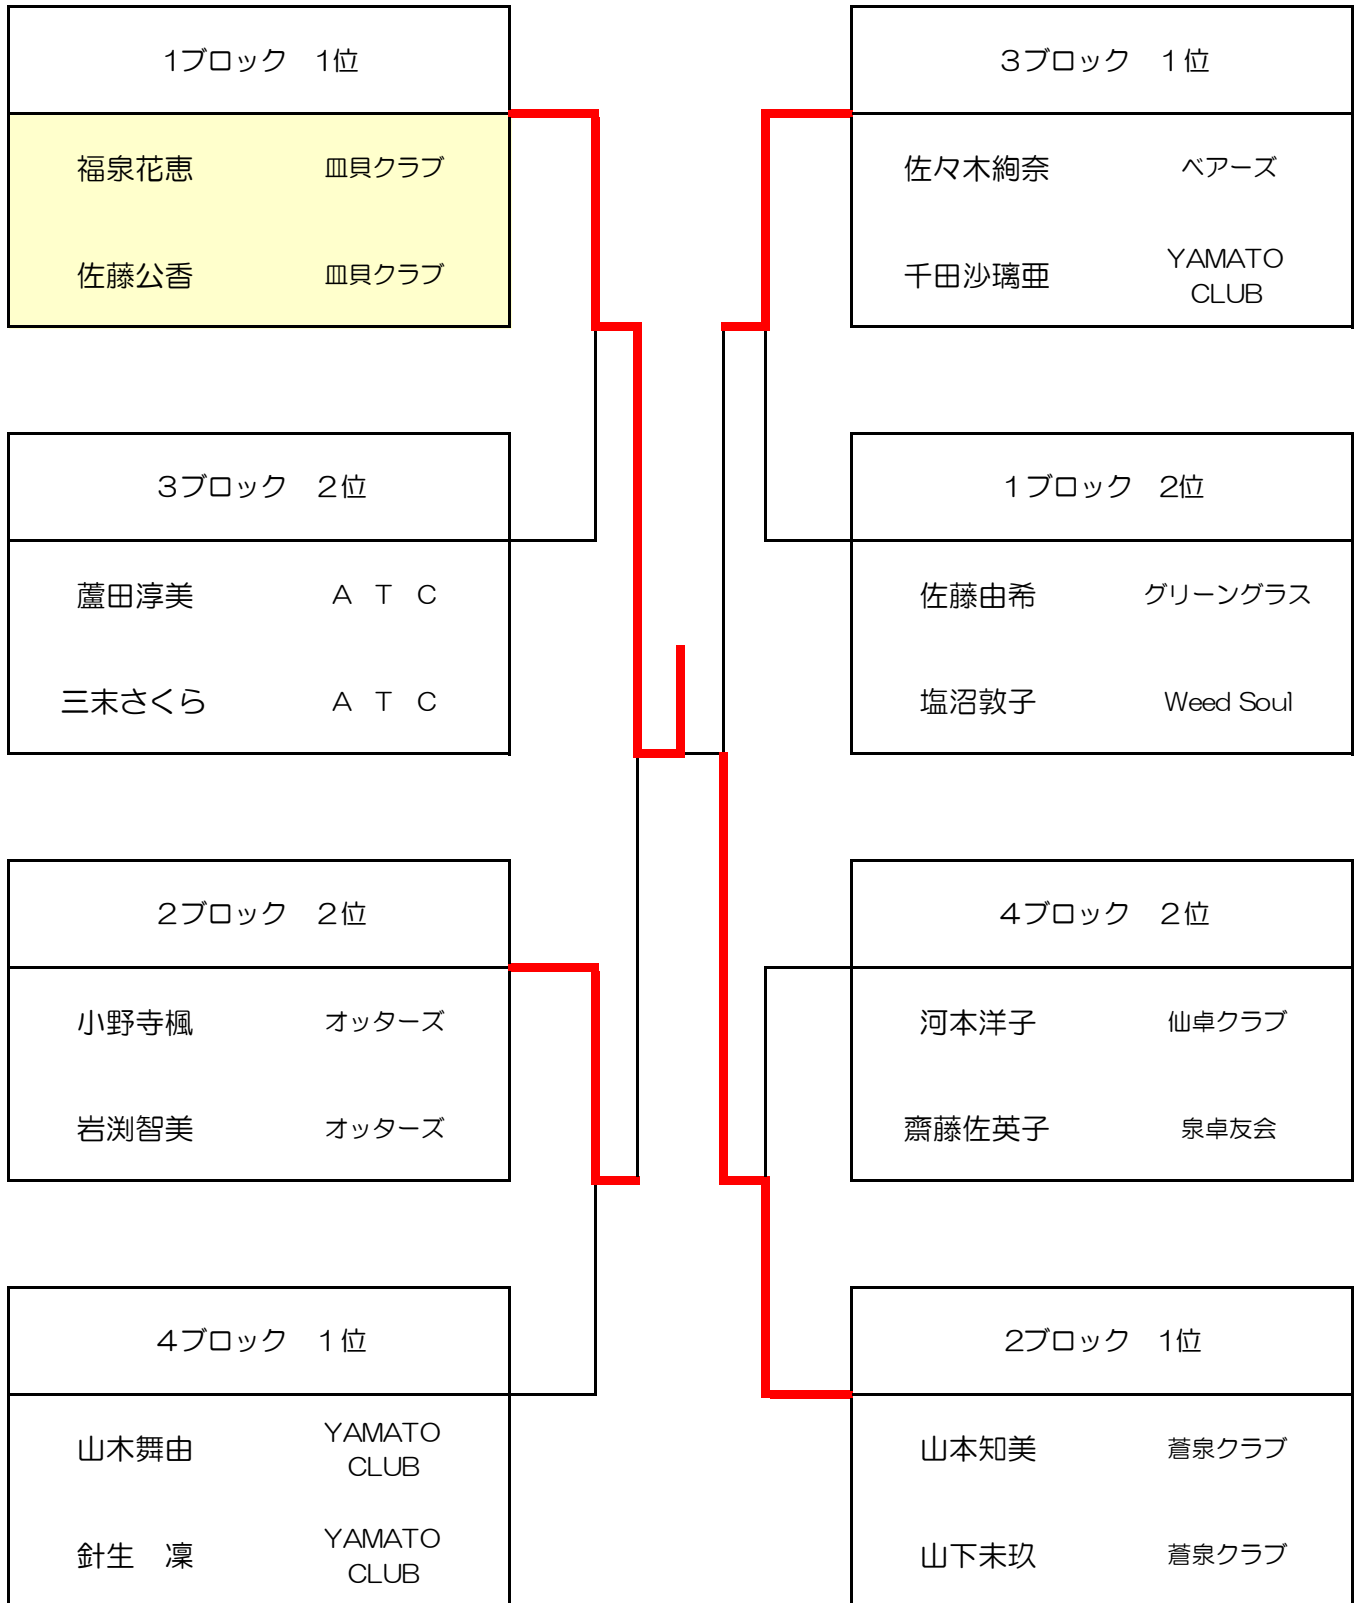 1ブロック　1位
福泉花恵　皿貝クラブ
佐藤公香　皿貝クラブ
3ブロック　2位
蘆田淳美　A T C
三末さくら　A T C
2ブロック　2位
小野寺楓　オッターズ
岩渕智美　オッターズ
4ブロック　1位
山木舞由　YAMATO
CLUB
針生　凜　YAMATO
CLUB
3ブロック　1位
佐々木絢奈　ベアーズ
千田沙璃亜　YAMATO
CLUB
1ブロック　2位
佐藤由希　グリーングラス
塩沼敦子　Weed Soul
4ブロック　2位
河本洋子　仙卓クラブ
齋藤佐英子　泉卓友会
2ブロック　1位
山本知美　蒼泉クラブ
山下未玖　蒼泉クラブ